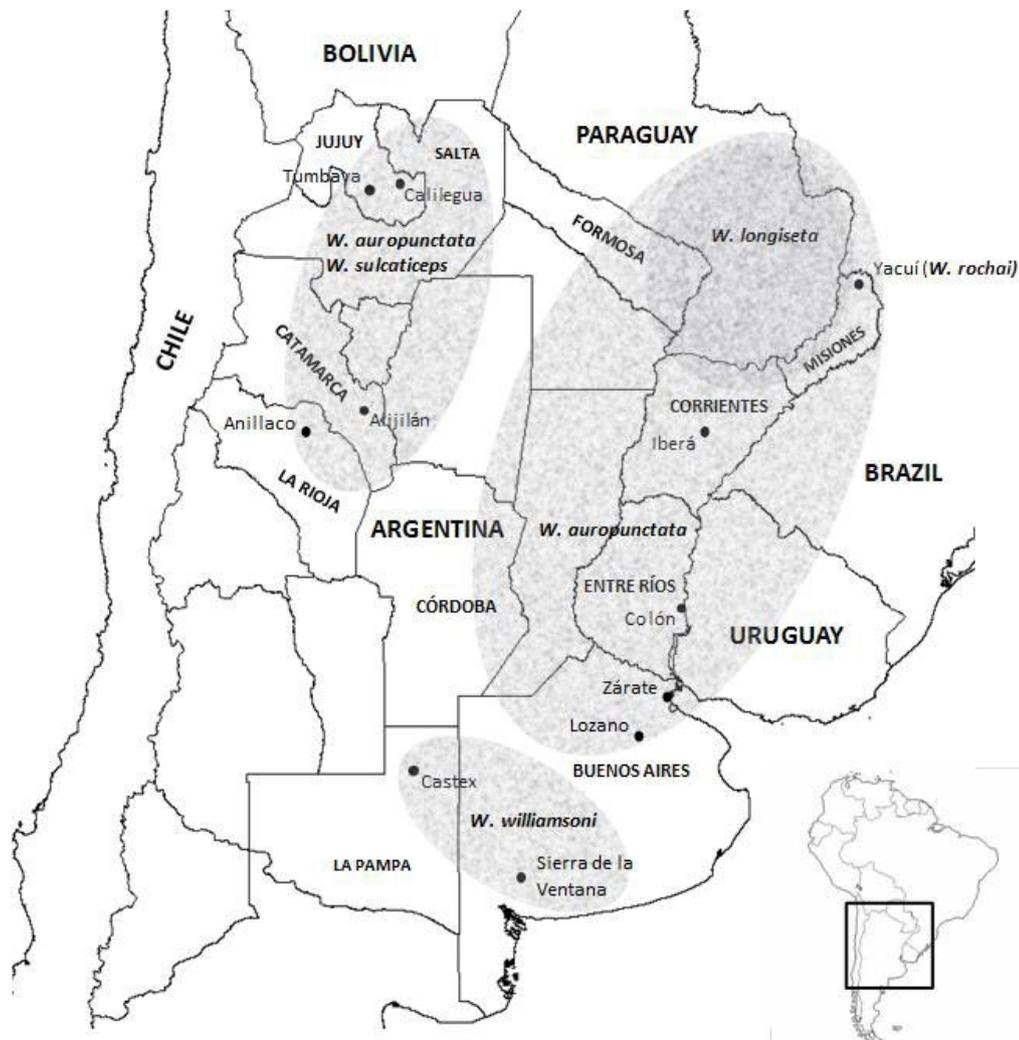 BOLIVIA
PARAGUAY
JUJUY
SALTA
Tumbaya
Calilegua
FORMOSA
W. longiseta
W. auropunctata
W. sulcaticeps
Yacuí (W. rochai)
CHILE
CATAMARCA
MISIONES
Alijilán
CORRIENTES
Anillaco
Iberá
LA RIOJA
BRAZIL
ARGENTINA
W. auropunctata
ENTRE RÍOS
CÓRDOBA
Colón
URUGUAY
Zárate
Lozano
BUENOS AIRES
Castex
W. williamsoni
LA PAMPA
Sierra de la
Ventana